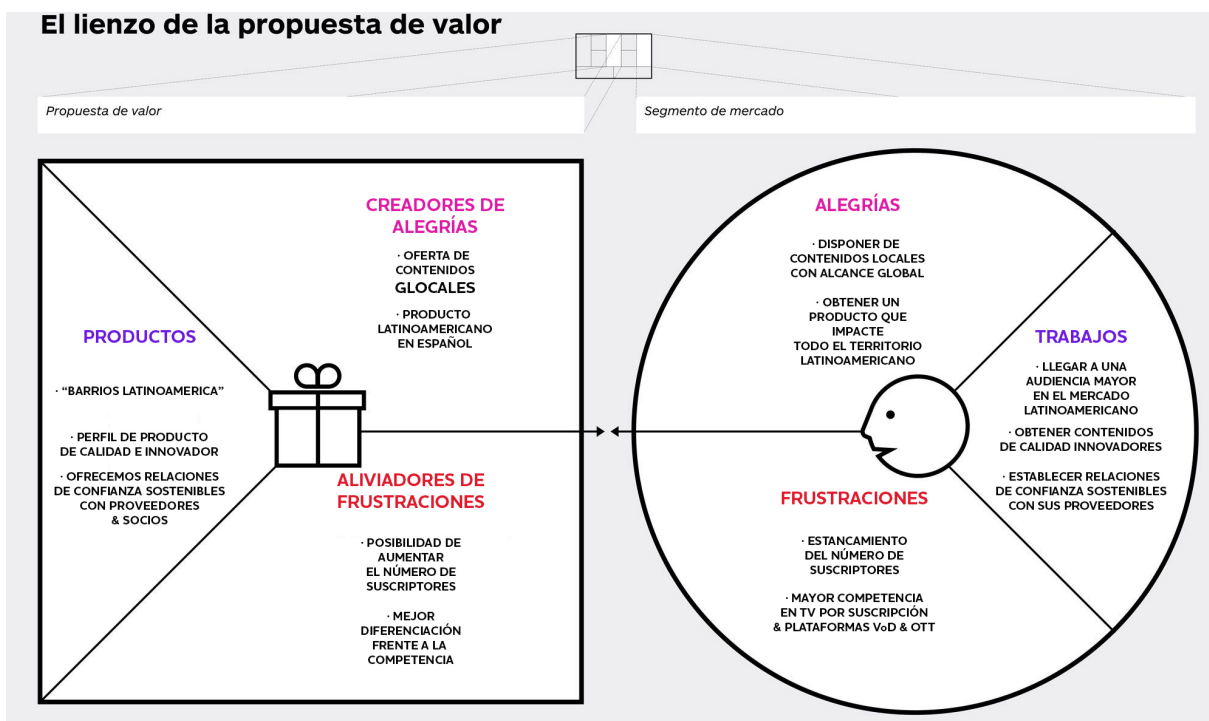 El lienzo de la propuesta de valor
Propuesta de valor
Segmento de mercado
CREADORES DE
ALEGRÍAS
· OFERTA DE
CONTENIDOS
GLOCALES
· PRODUCTO
LATINOAMERICANO
EN ESPAÑOL
PRODUCTOS
· “BARRIOS LATINOAMERICA”
· PERFIL DE PRODUCTO
DE CALIDAD E INNOVADOR
· OFRECEMOS RELACIONES
DE CONFIANZA SOSTENIBLES
CON PROVEEDORES
& SOCIOS
ALIVIADORES DE
FRUSTRACIONES
· POSIBILIDAD DE
AUMENTAR
EL NÚMERO DE
SUSCRIPTORES
· MEJOR
DIFERENCIACIÓN
FRENTE A LA
COMPETENCIA
ALEGRÍAS
· DISPONER DE
CONTENIDOS LOCALES
CON ALCANCE GLOBAL
· OBTENER UN
PRODUCTO QUE
IMPACTE
TODO EL TERRITORIO
LATINOAMERICANO
TRABAJOS
· LLEGAR A UNA
AUDIENCIA MAYOR
EN EL MERCADO
LATINOAMERICANO
· OBTENER CONTENIDOS
DE CALIDAD INNOVADORES
· ESTABLECER RELACIONES
DE CONFIANZA SOSTENIBLES
CON SUS PROVEEDORES
FRUSTRACIONES
· ESTANCAMIENTO
DEL NÚMERO DE
SUSCRIPTORES
· MAYOR COMPETENCIA
EN TV POR SUSCRIPCIÓN
& PLATAFORMAS VoD & OTT